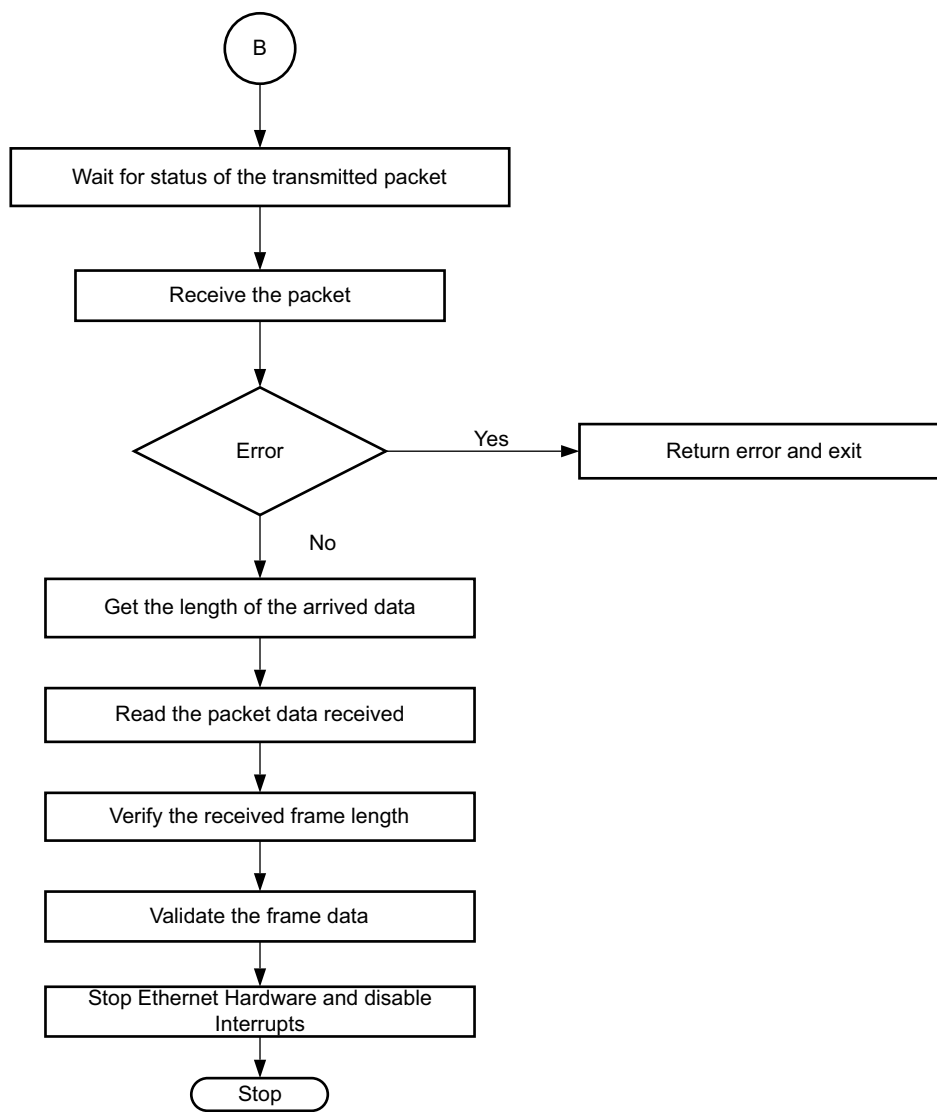 B
Wait for status of the transmitted packet
Receive the packet
Error
Yes
Return error and exit
No
Get the length of the arrived data
Read the packet data received
Verify the received frame length
Validate the frame data
Stop Ethernet Hardware and disable
Interrupts
Stop